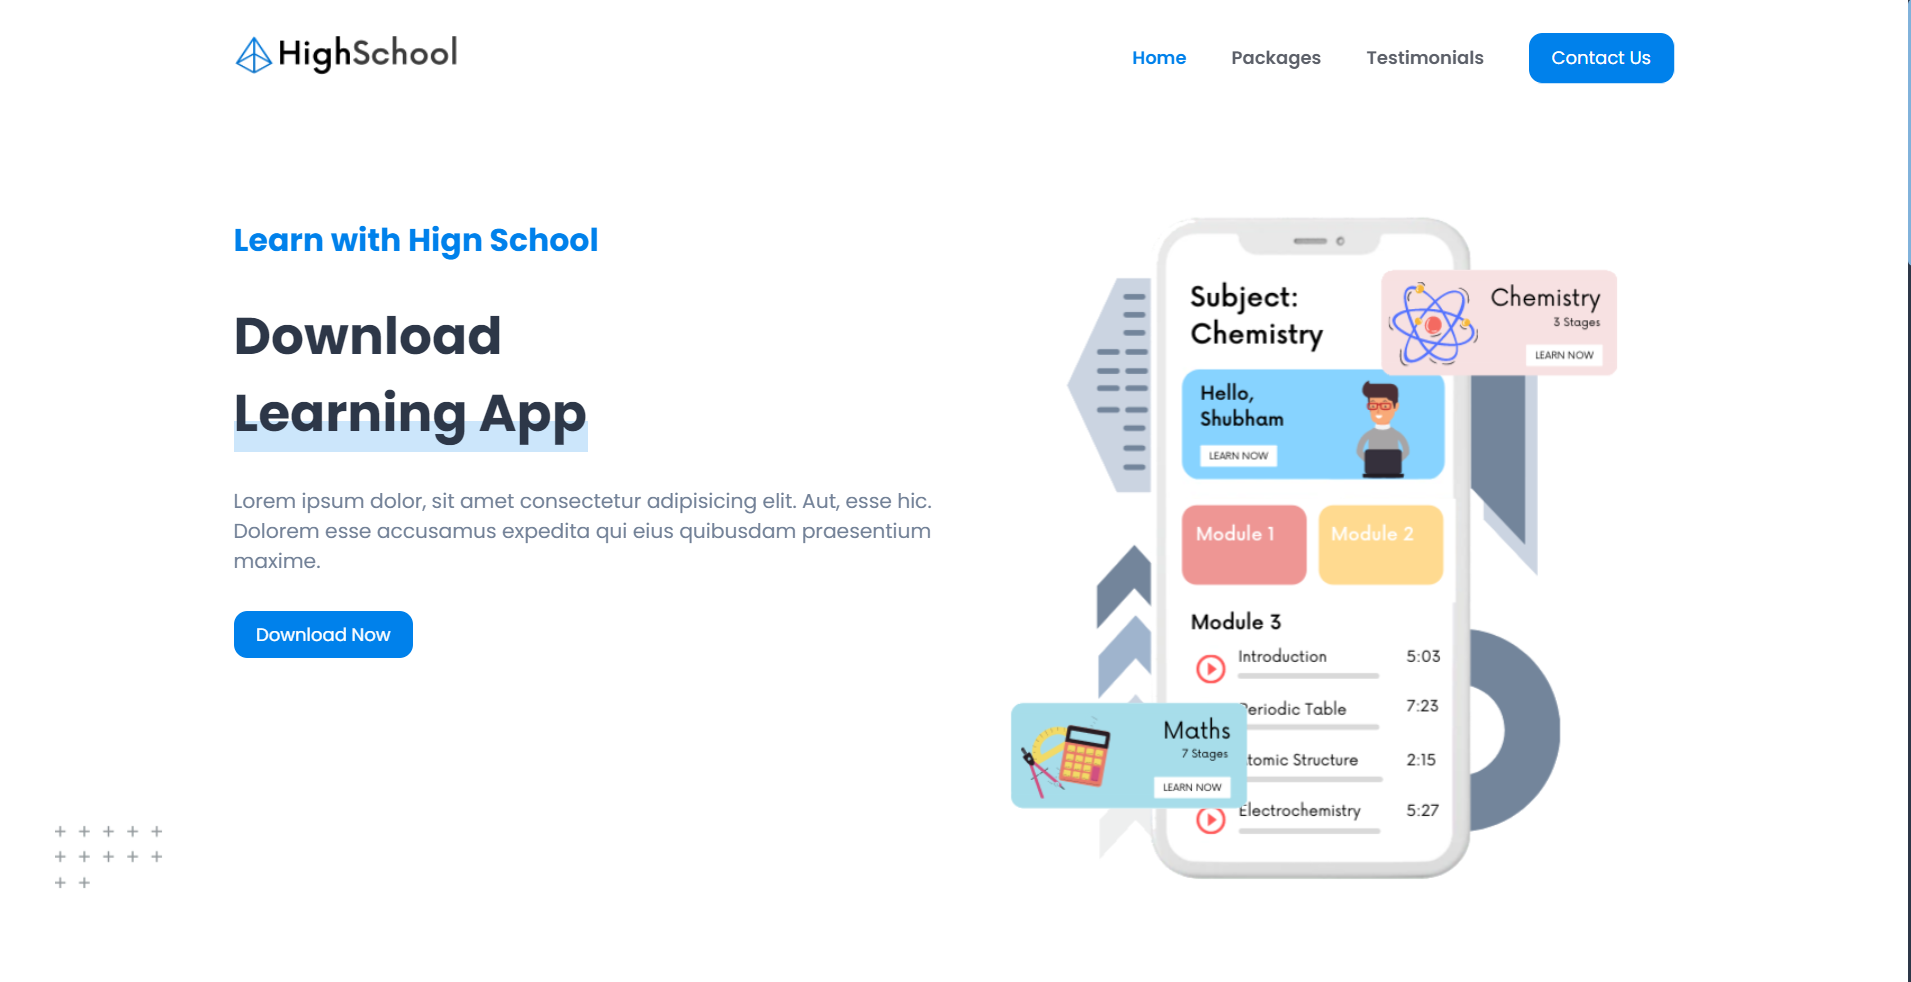 HighSchool
Home
Packages
Testimonials
Contact Us
Learn with Hign School
Download
Learning App
Lorem ipsum dolor, sit amet consectetur adipisicing elit. Aut, esse hic.
Dolorem esse accusamus expedita qui eius quibusdam praesentium
maxime.
Download Now
Subject:
Chemistry
Chemistry
3 Stages
LEARN NOW
Hello,
Shubham
LEARN NOW
Module 1
Module 2
Module 3
Introduction 5:03
Periodic Table 7:23
tomic Structure 2:15
Electrochemistry 5:27
Maths
7 Stages
LEARN NOW